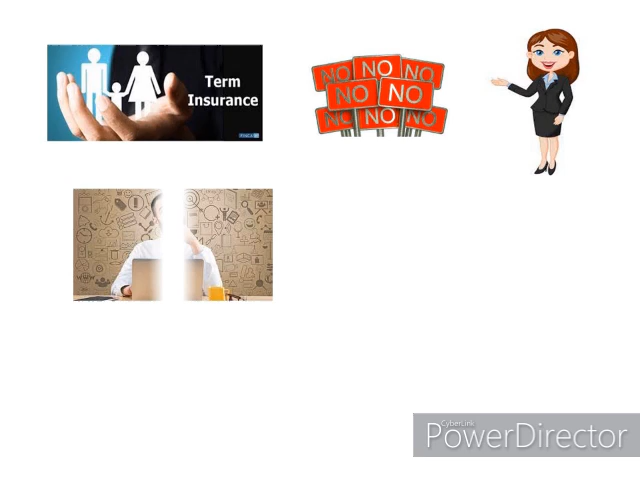 Term
Insurance
NO NO NO
NO NO
NO NO NO
CyberLink
PowerDirector